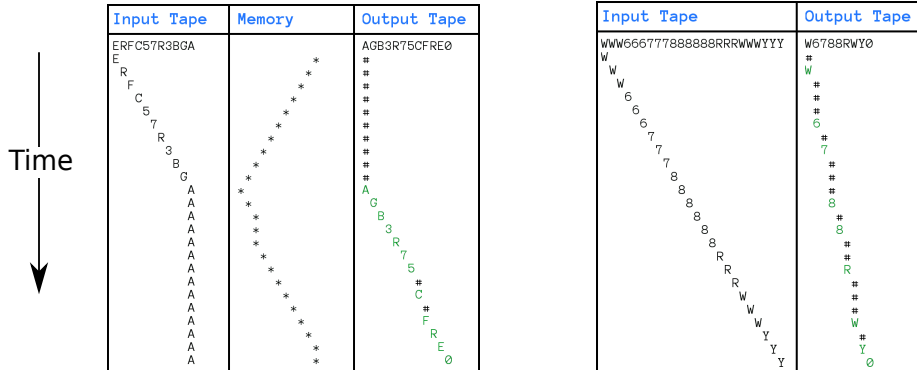 Input Tape Memory Output Tape
ERFC57R3BGA AGB3R75CFRE0
E * #
R * #
F * #
C * #
5 * #
7 * #
R * #
3 * #
B * #
G * #
A * A
A * G
A * B
A * 3
A * R
A * 7
A * 5
A * #
A * C
A * #
A * F
A * R
A * E
A * 0
Time
Input Tape Output Tape
WWW666777888888RRRWWWYYY W6788RWY0
W #
W W
W #
6 #
6 #
6 6
7 #
7 7
7 #
8 #
8 #
8 8
8 #
8 8
8 #
R #
R R
R #
W #
W #
W W
Y #
Y Y
Y 0